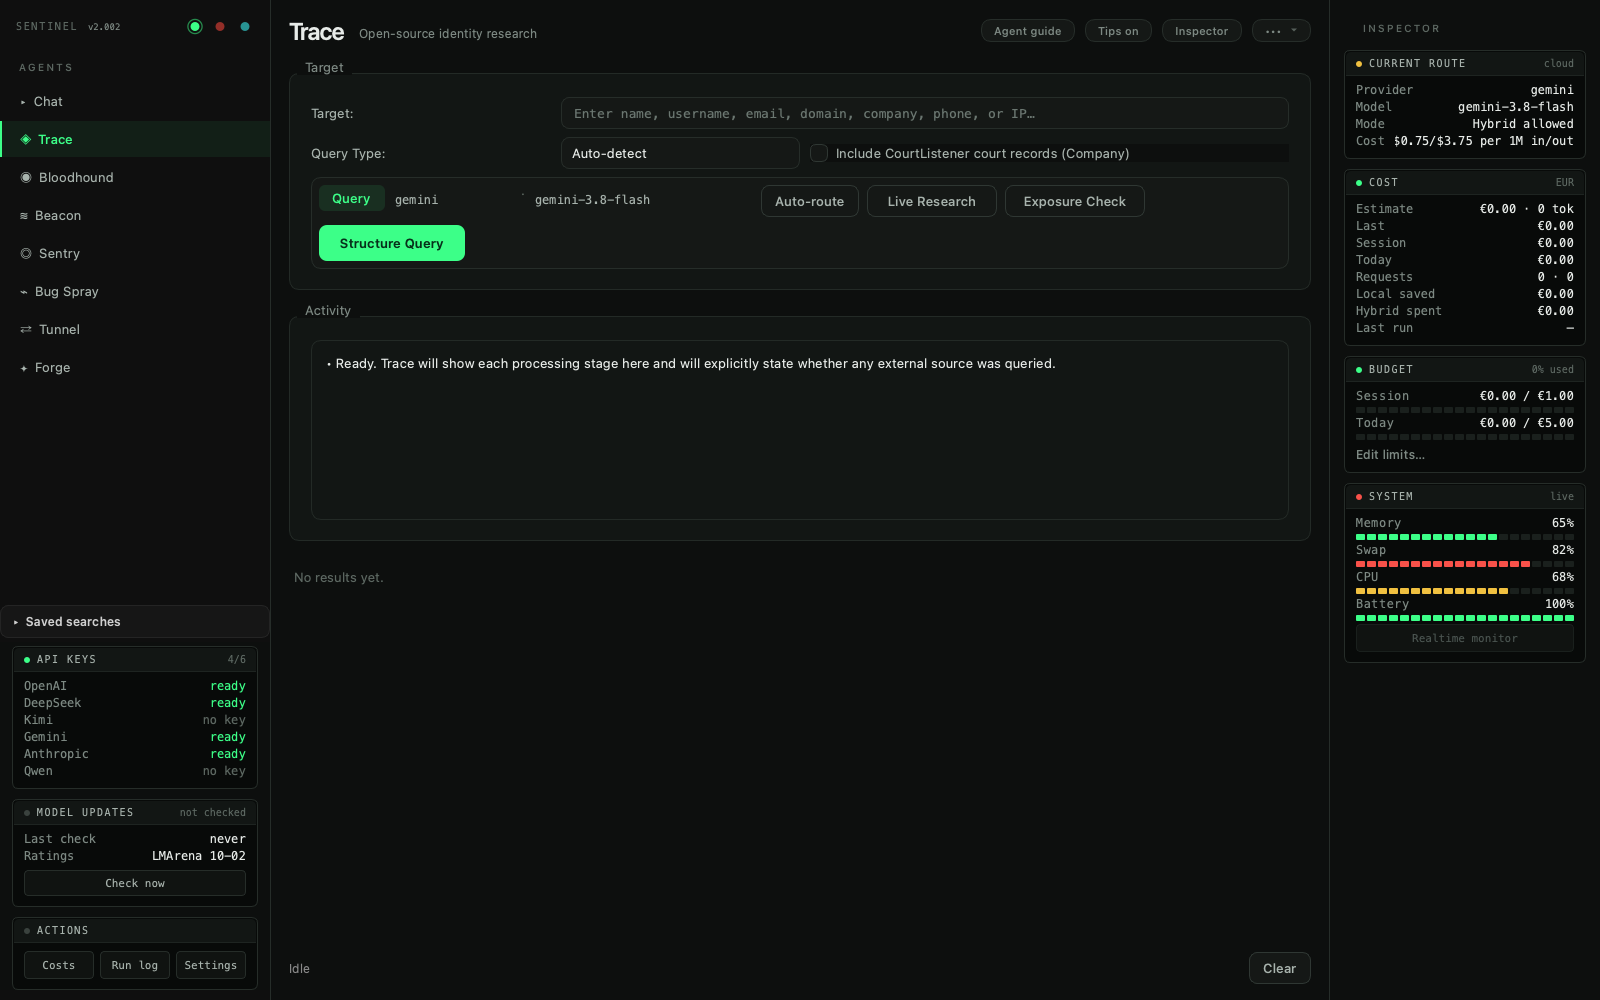 SENTINEL v2.002
AGENTS
Chat
Trace
Bloodhound
Beacon
Sentry
Bug Spray
Tunnel
Forge
Saved searches
API KEYS 4/6
OpenAI ready
DeepSeek ready
Kimi no key
Gemini ready
Anthropic ready
Qwen no key
MODEL UPDATES not checked
Last check never
Ratings LMArena 10-02
Check now
ACTIONS
Costs Run log Settings
Trace Open-source identity research
Agent guide Tips on Inspector ...
Target
Target: Enter name, username, email, domain, company, phone, or IP…
Query Type: Auto-detect Include CourtListener court records (Company)
Query gemini gemini-3.8-flash Auto-route Live Research Exposure Check
Structure Query
Activity
• Ready. Trace will show each processing stage here and will explicitly state whether any external source was queried.
No results yet.
Idle Clear
INSPECTOR
CURRENT ROUTE cloud
Provider gemini
Model gemini-3.8-flash
Mode Hybrid allowed
Cost $0.75/$3.75 per 1M in/out
COST EUR
Estimate €0.00 · 0 tok
Last €0.00
Session €0.00
Today €0.00
Requests 0 · 0
Local saved €0.00
Hybrid spent €0.00
Last run —
BUDGET 0% used
Session €0.00 / €1.00
Today €0.00 / €5.00
Edit limits…
SYSTEM live
Memory 65%
Swap 82%
CPU 68%
Battery 100%
Realtime monitor